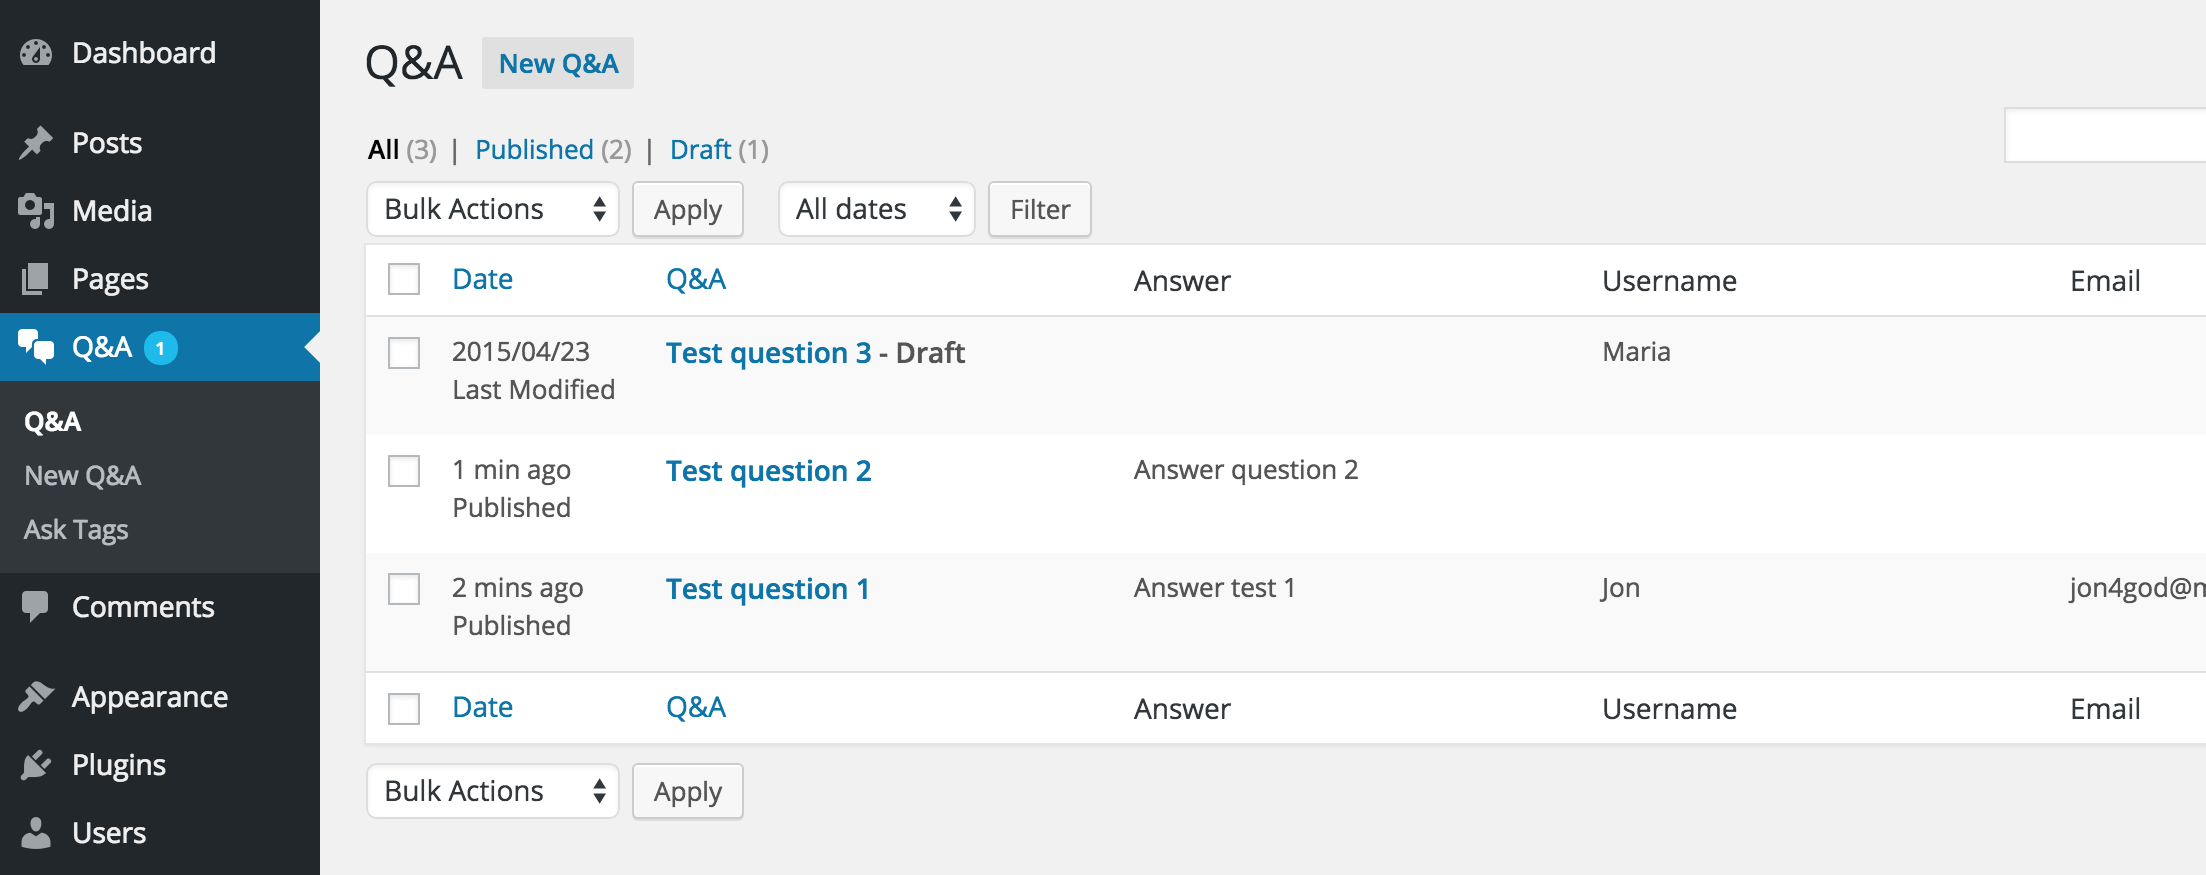 Dashboard
Posts
Media
Pages
Q&A 1
Q&A
New Q&A
Ask Tags
Comments
Appearance
Plugins
Users
Q&A New Q&A
All (3) | Published (2) | Draft (1)
Bulk Actions Apply All dates Filter
Date Q&A Answer Username Email
2015/04/23 Test question 3 - Draft Maria
Last Modified
1 min ago Test question 2 Answer question 2
Published
2 mins ago Test question 1 Answer test 1 Jon jon4god@m
Published
Date Q&A Answer Username Email
Bulk Actions Apply